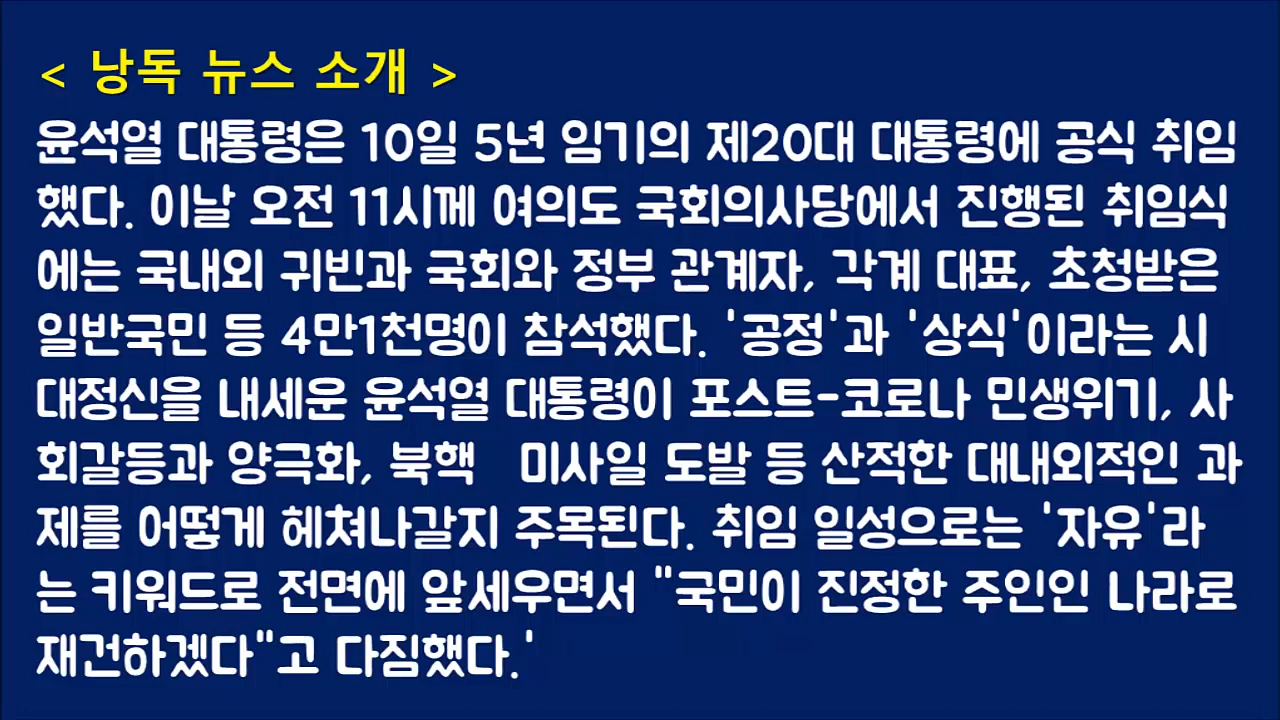 < 낭독 뉴스 소개 >
윤석열 대통령은 10일 5년 임기의 제20대 대통령에 공식 취임
했다. 이날 오전 11시께 여의도 국회의사당에서 진행된 취임식
에는 국내외 귀빈과 국회와 정부 관계자, 각계 대표, 초청받은
일반국민 등 4만1천명이 참석했다. '공정'과 '상식'이라는 시
대정신을 내세운 윤석열 대통령이 포스트-코로나 민생위기, 사
회갈등과 양극화, 북핵   미사일 도발 등 산적한 대내외적인 과
제를 어떻게 헤쳐나갈지 주목된다. 취임 일성으로는 '자유'라
는 키워드로 전면에 앞세우면서 "국민이 진정한 주인인 나라로
재건하겠다"고 다짐했다.'